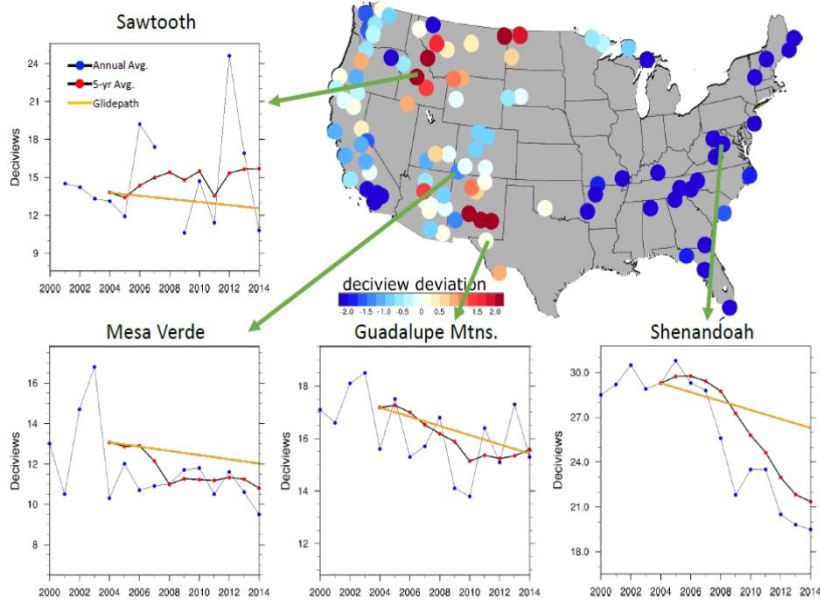 Sawtooth
24
21
18
15
12
9
Deciviews
Annual Avg.
5-yr Avg.
Glidepath
2000 2002 2004 2006 2008 2010 2012 2014
deciview deviation
-2.0 -1.5 -1.0 -0.5 0.0 0.5 1.0 1.5 2.0
Mesa Verde
16
14
12
10
8
Deciviews
2000 2002 2004 2006 2008 2010 2012 2014
Guadalupe Mtns.
18
16
14
12
10
8
Deciviews
2000 2002 2004 2006 2008 2010 2012 2014
Shenandoah
30.0
27.0
24.0
21.0
18.0
Deciviews
2000 2002 2004 2006 2008 2010 2012 2014